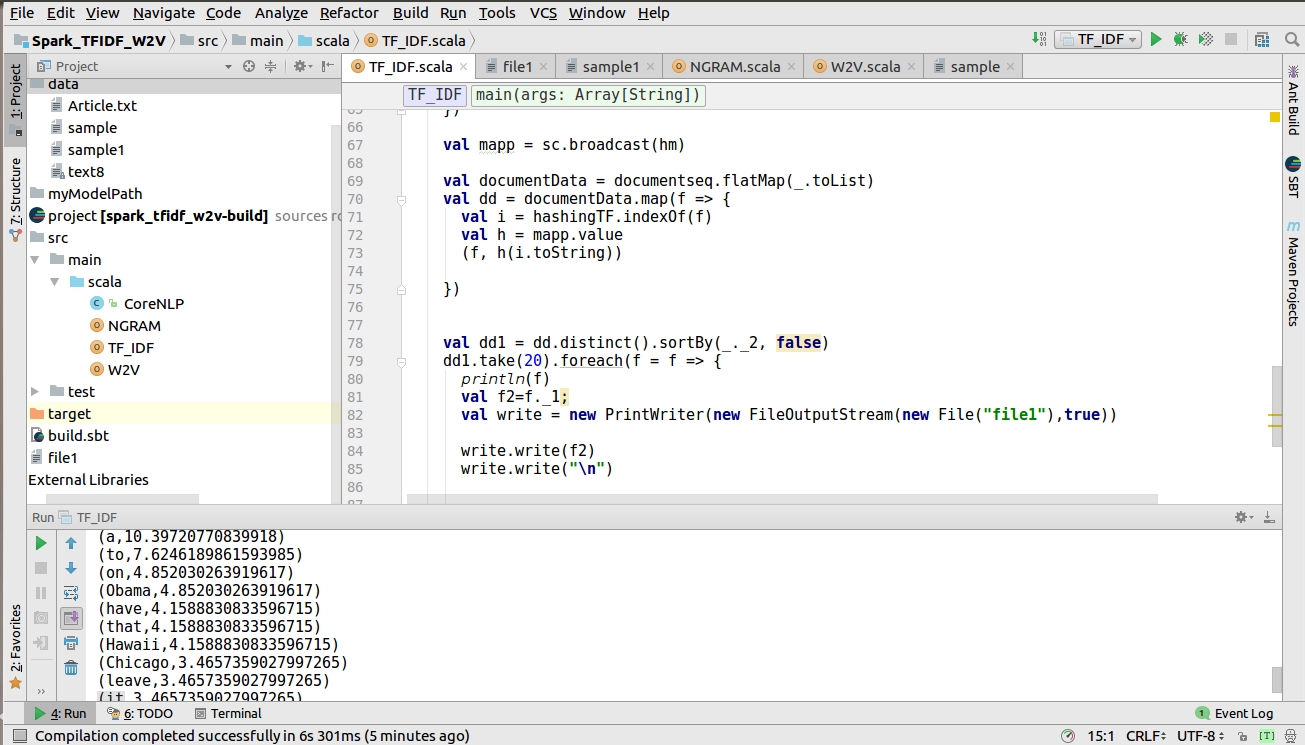 File Edit View Navigate Code Analyze Refactor Build Run Tools VCS Window Help
Spark_TFIDF_W2V src main scala TF_IDF.scala TF_IDF
1: Project
7: Structure
2: Favorites
Project
data
Article.txt
sample
sample1
text8
myModelPath
project [spark_tfidf_w2v-build] sources ro
src
main
scala
CoreNLP
NGRAM
TF_IDF
W2V
test
target
build.sbt
file1
External Libraries
TF_IDF.scala file1 sample1 NGRAM.scala W2V.scala sample
TF_IDF main(args: Array[String])
65 })
66
67 val mapp = sc.broadcast(hm)
68
69 val documentData = documentseq.flatMap(_.toList)
70 val dd = documentData.map(f => {
71 val i = hashingTF.indexOf(f)
72 val h = mapp.value
73 (f, h(i.toString))
74
75 })
76
77
78 val dd1 = dd.distinct().sortBy(_._2, false)
79 dd1.take(20).foreach(f = f => {
80 println(f)
81 val f2=f._1;
82 val write = new PrintWriter(new FileOutputStream(new File("file1"),true))
83
84 write.write(f2)
85 write.write("\n")
86
87
Ant Build
SBT
Maven Projects
Run TF_IDF
(a,10.39720770839918)
(to,7.6246189861593985)
(on,4.852030263919617)
(Obama,4.852030263919617)
(have,4.1588830833596715)
(that,4.1588830833596715)
(Hawaii,4.1588830833596715)
(Chicago,3.4657359027997265)
(leave,3.4657359027997265)
(it,3.4657359027997265)
4: Run 6: TODO Terminal 1 Event Log
Compilation completed successfully in 6s 301ms (5 minutes ago) 15:1 CRLF UTF-8 [T]